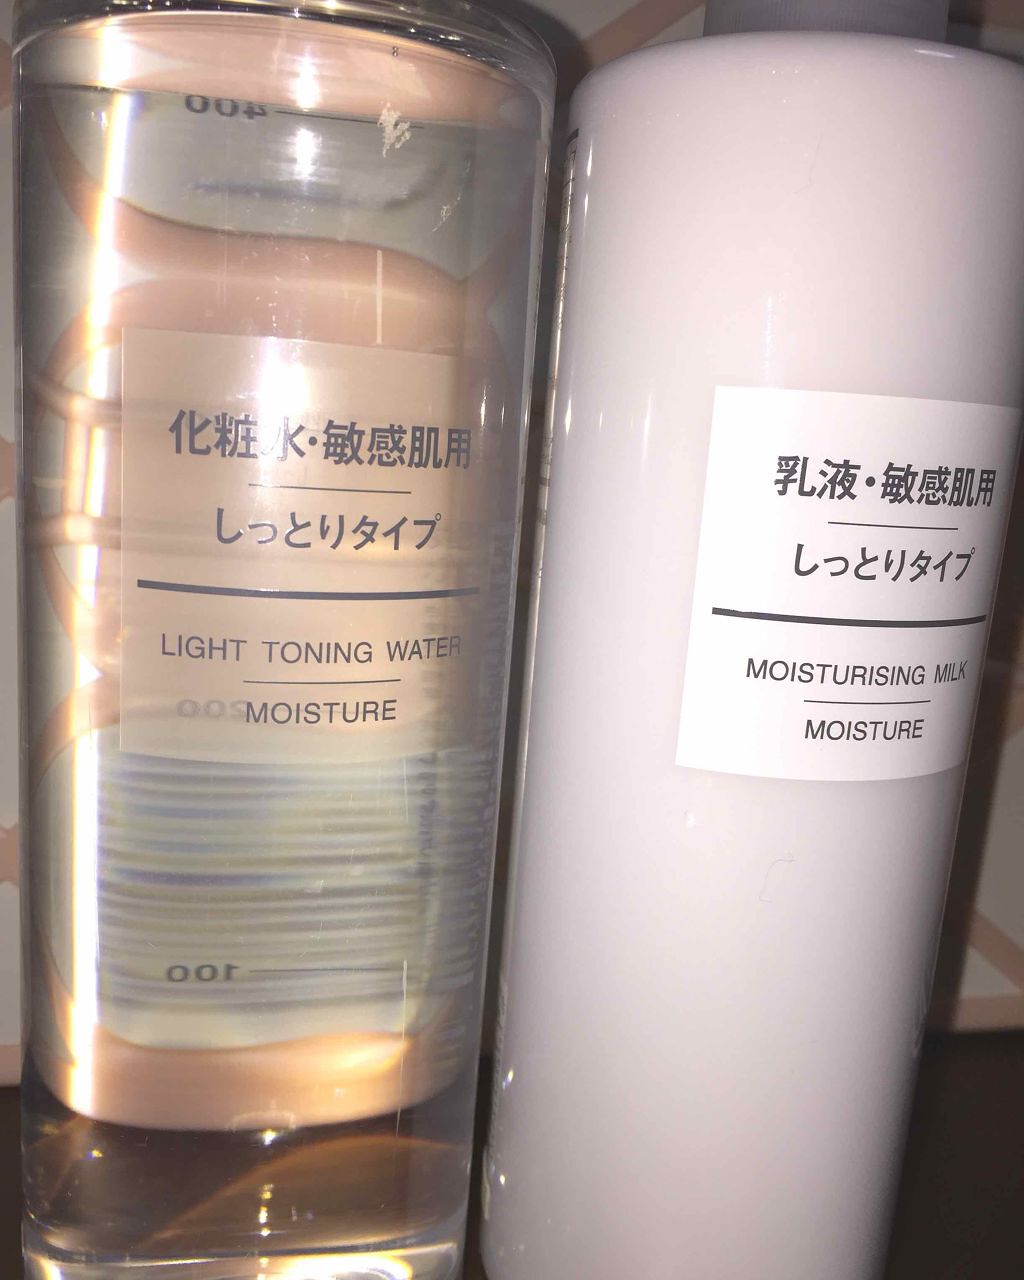 400
化粧水・敏感肌用
しっとりタイプ
LIGHT TONING WATER
200
MOISTURE
100
乳液・敏感肌用
しっとりタイプ
MOISTURISING MILK
MOISTURE